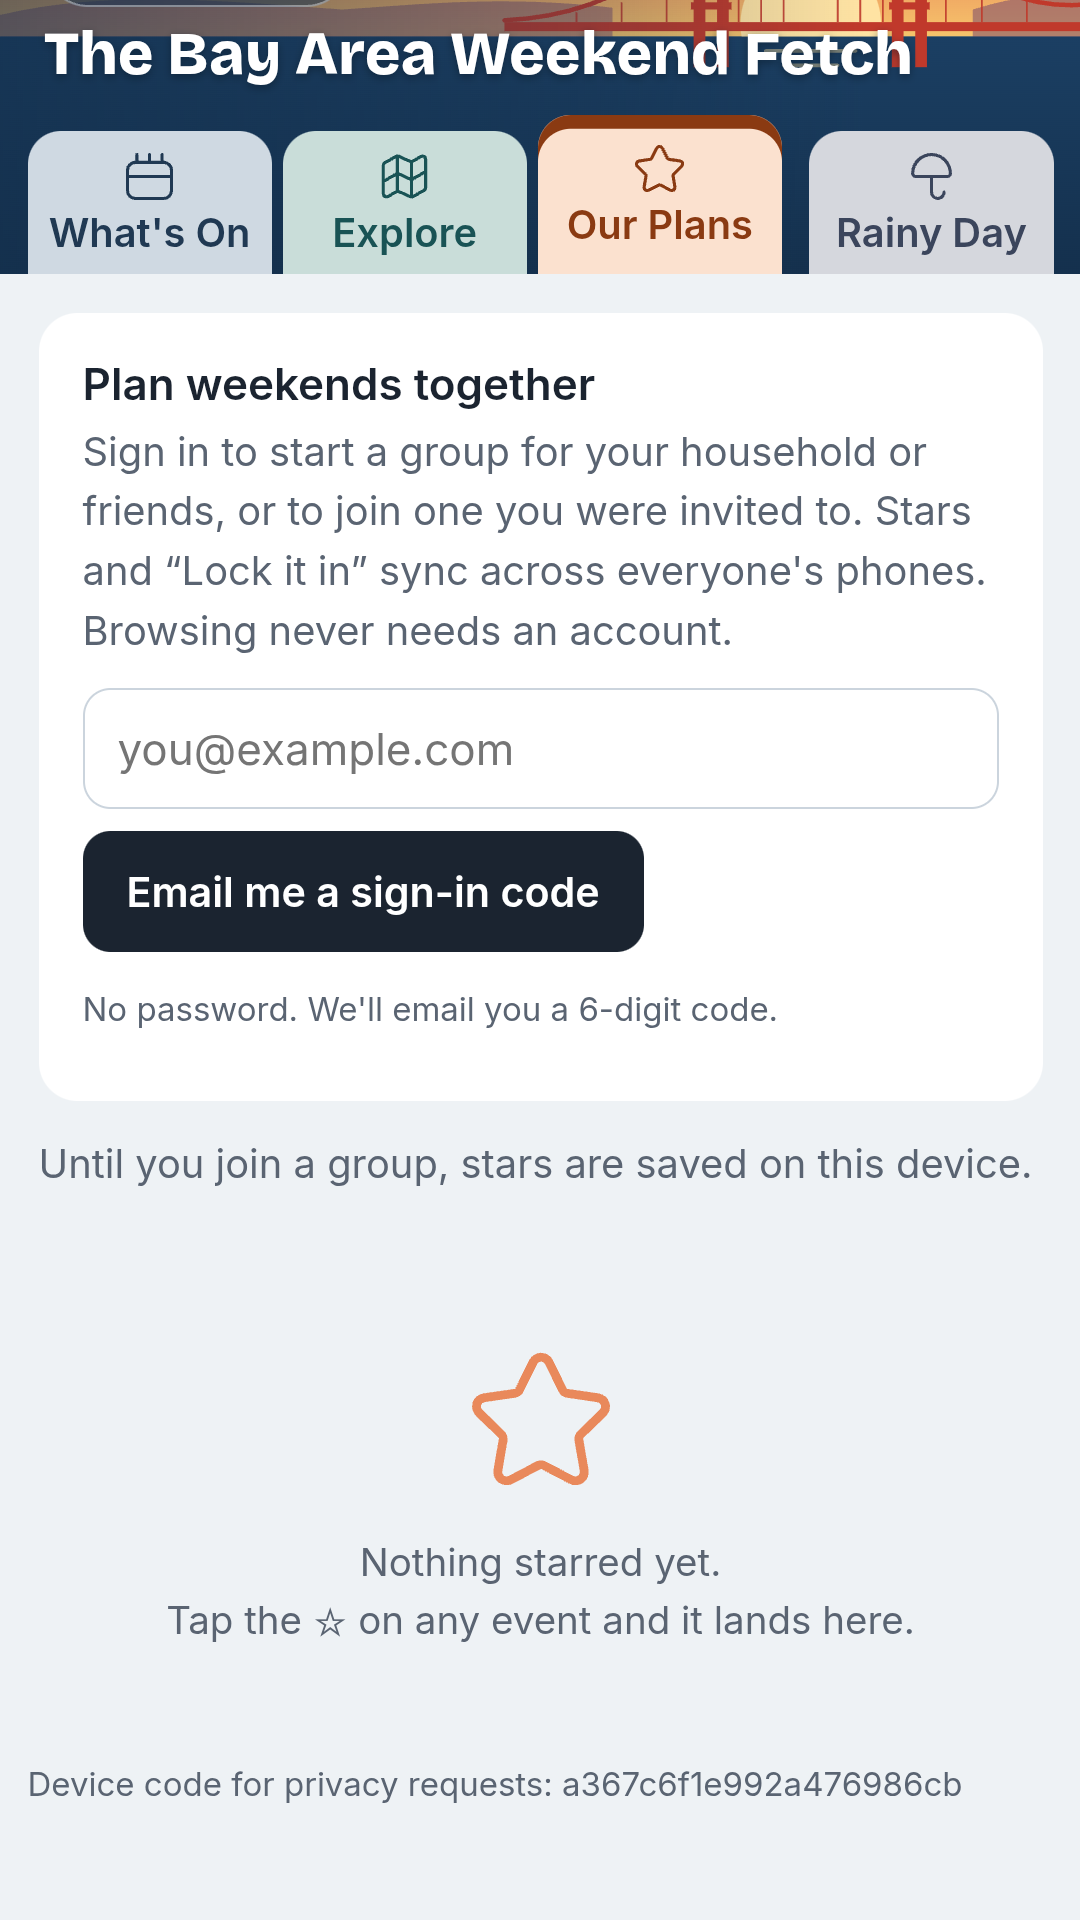 The Bay Area Weekend Fetch
What's On
Explore
Our Plans
Rainy Day
Plan weekends together
Sign in to start a group for your household or
friends, or to join one you were invited to. Stars
and “Lock it in” sync across everyone's phones.
Browsing never needs an account.
you@example.com
Email me a sign-in code
No password. We'll email you a 6-digit code.
Until you join a group, stars are saved on this device.
Nothing starred yet.
Tap the ☆ on any event and it lands here.
Device code for privacy requests: a367c6f1e992a476986cb